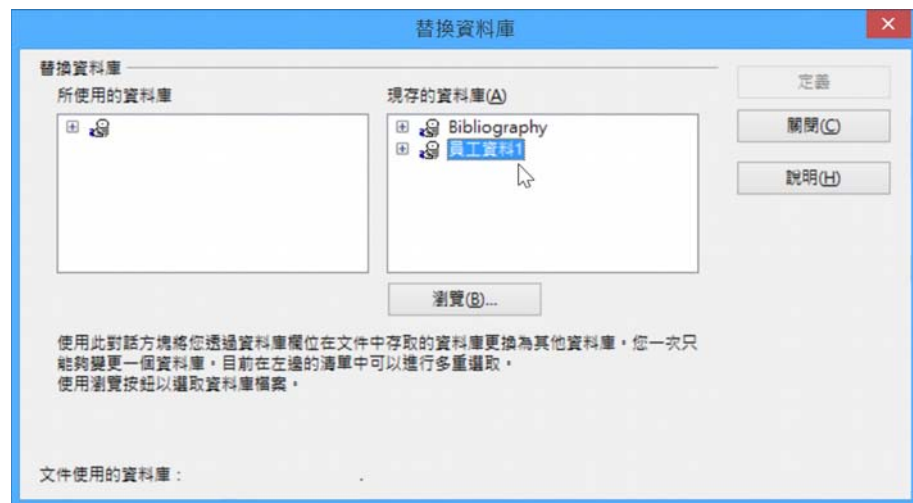 替換資料庫
替換資料庫
所使用的資料庫
現存的資料庫(A)
Bibliography
員工資料1
定義
關閉(C)
說明(H)
瀏覽(B)...
使用此對話方塊將您透過資料庫欄位在文件中存取的資料庫更換為其他資料庫。您一次只
能夠變更一個資料庫。目前在左邊的清單中可以進行多重選取。
使用瀏覽按鈕以選取資料庫檔案。
文件使用的資料庫：
.